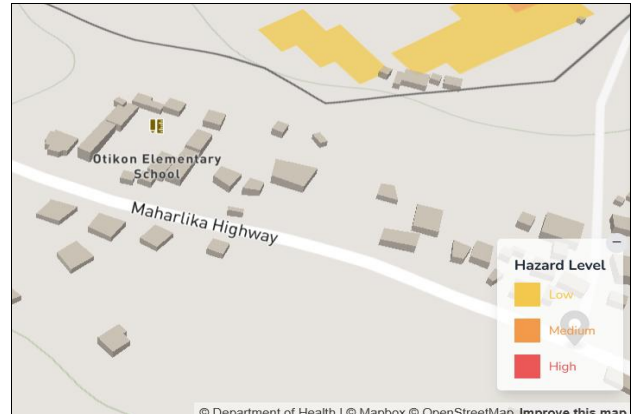 Otikon Elementary
School
Maharlika Highway
Hazard Level
Low
Medium
High
© Department of Health | © Mapbox © OpenStreetMap Improve this map